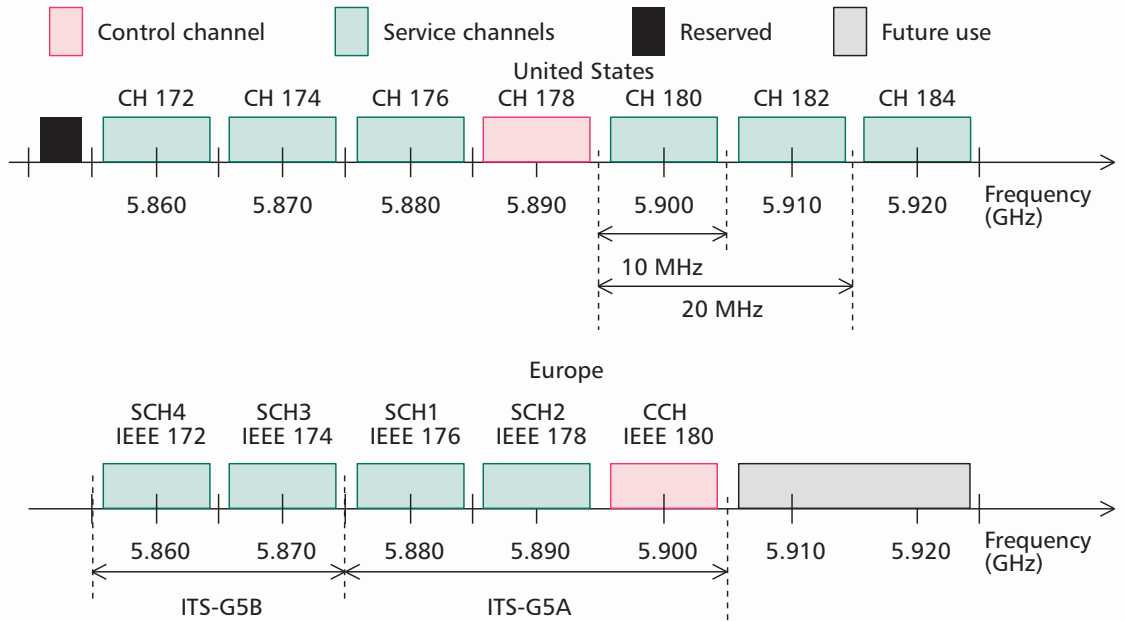 Control channel Service channels Reserved Future use
United States
CH 172 CH 174 CH 176 CH 178 CH 180 CH 182 CH 184
5.860 5.870 5.880 5.890 5.900 5.910 5.920
Frequency
(GHz)
10 MHz
20 MHz
Europe
SCH4 SCH3 SCH1 SCH2 CCH
IEEE 172 IEEE 174 IEEE 176 IEEE 178 IEEE 180
5.860 5.870 5.880 5.890 5.900 5.910 5.920
Frequency
(GHz)
ITS-G5B ITS-G5A